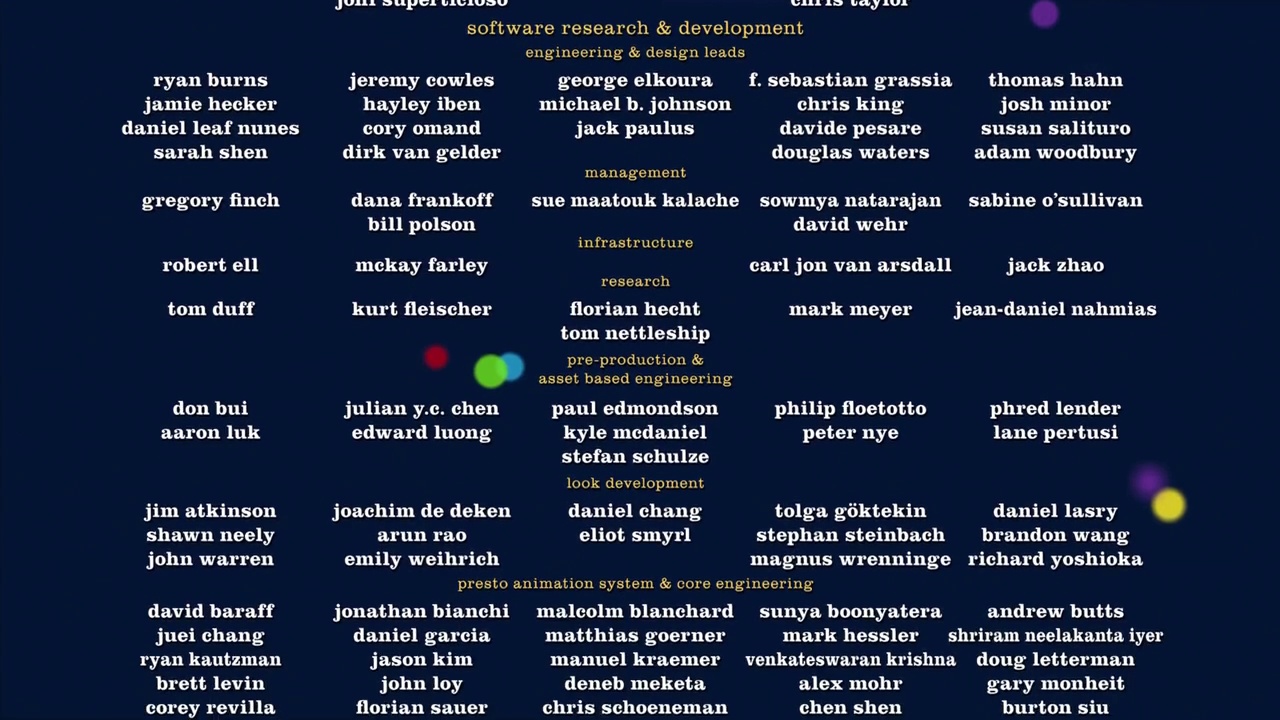 joni superticioso chris taylor
software research & development
engineering & design leads
ryan burns jeremy cowles george elkoura f. sebastian grassia thomas hahn
jamie hecker hayley iben michael b. johnson chris king josh minor
daniel leaf nunes cory omand jack paulus davide pesare susan salituro
sarah shen dirk van gelder douglas waters adam woodbury
management
gregory finch dana frankoff sue maatouk kalache sowmya natarajan sabine o’sullivan
bill polson david wehr
infrastructure
robert ell mckay farley carl jon van arsdall jack zhao
research
tom duff kurt fleischer florian hecht mark meyer jean-daniel nahmias
tom nettleship
pre-production &
asset based engineering
don bui julian y.c. chen paul edmondson philip floetotto phred lender
aaron luk edward luong kyle mcdaniel peter nye lane pertusi
stefan schulze
look development
jim atkinson joachim de deken daniel chang tolga göktekin daniel lasry
shawn neely arun rao eliot smyrl stephan steinbach brandon wang
john warren emily weihrich magnus wrenninge richard yoshioka
presto animation system & core engineering
david baraff jonathan bianchi malcolm blanchard sunya boonyatera andrew butts
juei chang daniel garcia matthias goerner mark hessler shriram neelakanta iyer
ryan kautzman jason kim manuel kraemer venkateswaran krishna doug letterman
brett levin john loy deneb meketa alex mohr gary monheit
corey revilla florian sauer chris schoeneman chen shen burton siu